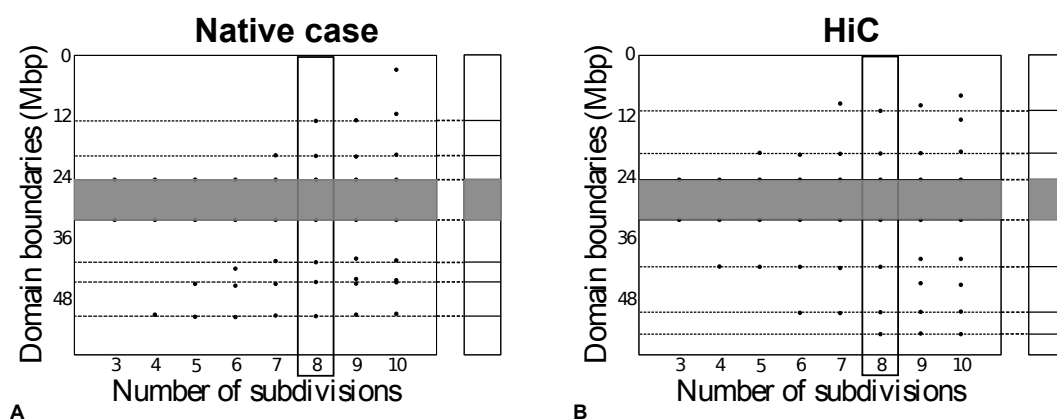 Native case
Domain boundaries (Mbp)
0
12
24
36
48
3 4 5 6 7 8 9 10
Number of subdivisions
A
HiC
Domain boundaries (Mbp)
0
12
24
36
48
3 4 5 6 7 8 9 10
Number of subdivisions
B